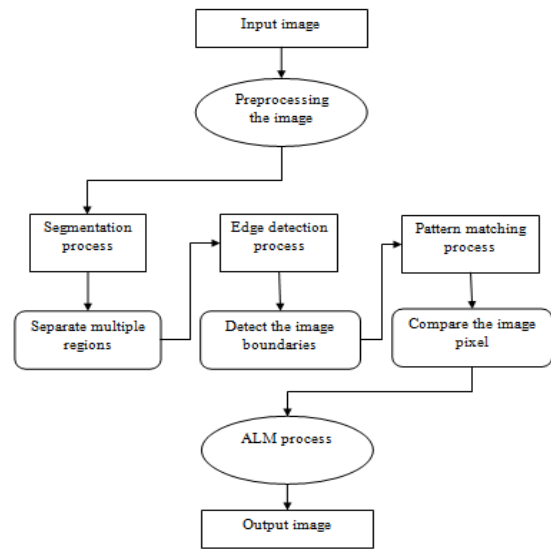 Input image
Preprocessing
the image
Segmentation
process
Edge detection
process
Pattern matching
process
Separate multiple
regions
Detect the image
boundaries
Compare the image
pixel
ALM process
Output image